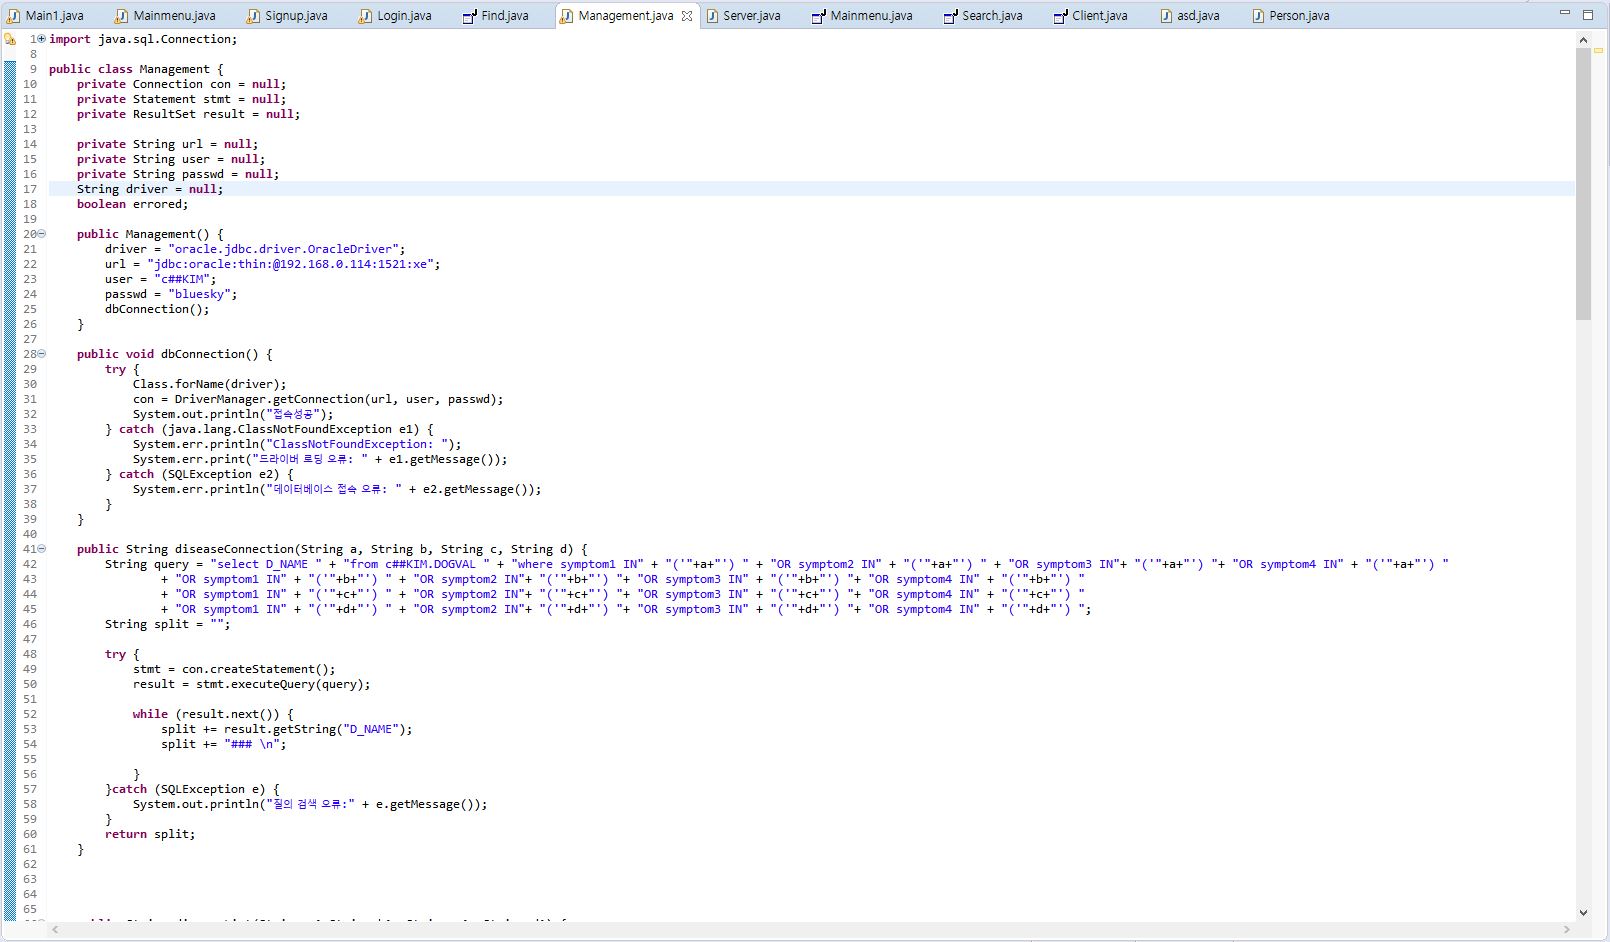 Main1.java Mainmenu.java Signup.java Login.java Find.java Management.java Server.java Mainmenu.java Search.java Client.java asd.java Person.java
1 import java.sql.Connection;
8
9 public class Management {
10 private Connection con = null;
11 private Statement stmt = null;
12 private ResultSet result = null;
13
14 private String url = null;
15 private String user = null;
16 private String passwd = null;
17 String driver = null;
18 boolean errored;
19
20 public Management() {
21 driver = "oracle.jdbc.driver.OracleDriver";
22 url = "jdbc:oracle:thin:@192.168.0.114:1521:xe";
23 user = "c##KIM";
24 passwd = "bluesky";
25 dbConnection();
26 }
27
28 public void dbConnection() {
29 try {
30 Class.forName(driver);
31 con = DriverManager.getConnection(url, user, passwd);
32 System.out.println("접속성공");
33 } catch (java.lang.ClassNotFoundException e1) {
34 System.err.println("ClassNotFoundException: ");
35 System.err.print("드라이버 로딩 오류: " + e1.getMessage());
36 } catch (SQLException e2) {
37 System.err.println("데이터베이스 접속 오류: " + e2.getMessage());
38 }
39 }
40
41 public String diseaseConnection(String a, String b, String c, String d) {
42 String query = "select D_NAME " + "from c##KIM.DOGVAL " + "where symptom1 IN" + "('"+a+"') " + "OR symptom2 IN" + "('"+a+"') " + "OR symptom3 IN"+ "('"+a+"') "+ "OR symptom4 IN" + "('"+a+"') "
43 + "OR symptom1 IN" + "('"+b+"') " + "OR symptom2 IN"+ "('"+b+"') "+ "OR symptom3 IN" + "('"+b+"') "+ "OR symptom4 IN" + "('"+b+"') "
44 + "OR symptom1 IN" + "('"+c+"') " + "OR symptom2 IN"+ "('"+c+"') "+ "OR symptom3 IN" + "('"+c+"') "+ "OR symptom4 IN" + "('"+c+"') "
45 + "OR symptom1 IN" + "('"+d+"') " + "OR symptom2 IN"+ "('"+d+"') "+ "OR symptom3 IN" + "('"+d+"') "+ "OR symptom4 IN" + "('"+d+"') ";
46 String split = "";
47
48 try {
49 stmt = con.createStatement();
50 result = stmt.executeQuery(query);
51
52 while (result.next()) {
53 split += result.getString("D_NAME");
54 split += "### \n";
55
56 }
57 }catch (SQLException e) {
58 System.out.println("질의 검색 오류:" + e.getMessage());
59 }
60 return split;
61 }
62
63
64
65